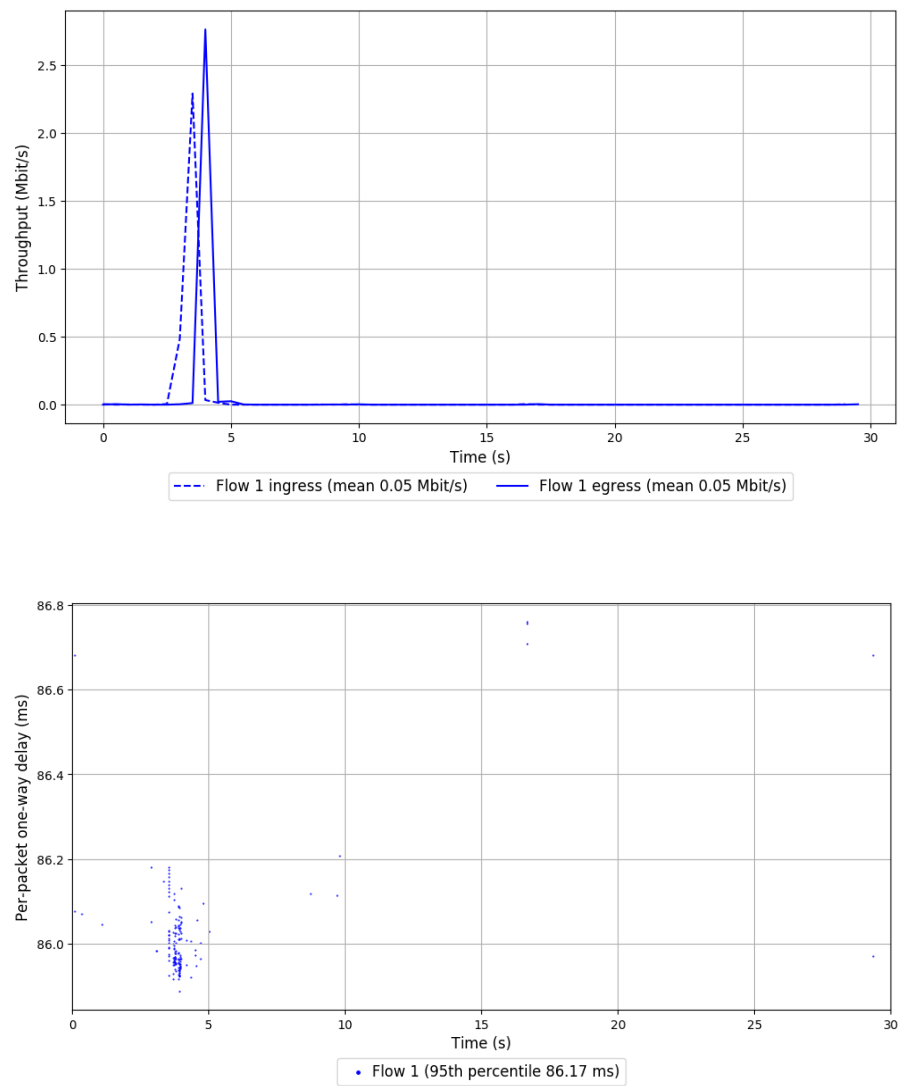 2.5
2.0
1.5
1.0
0.5
0.0
Throughput (Mbit/s)
0 5 10 15 20 25 30
Time (s)
Flow 1 ingress (mean 0.05 Mbit/s) Flow 1 egress (mean 0.05 Mbit/s)
86.8
86.6
86.4
86.2
86.0
Per-packet one-way delay (ms)
0 5 10 15 20 25 30
Time (s)
Flow 1 (95th percentile 86.17 ms)